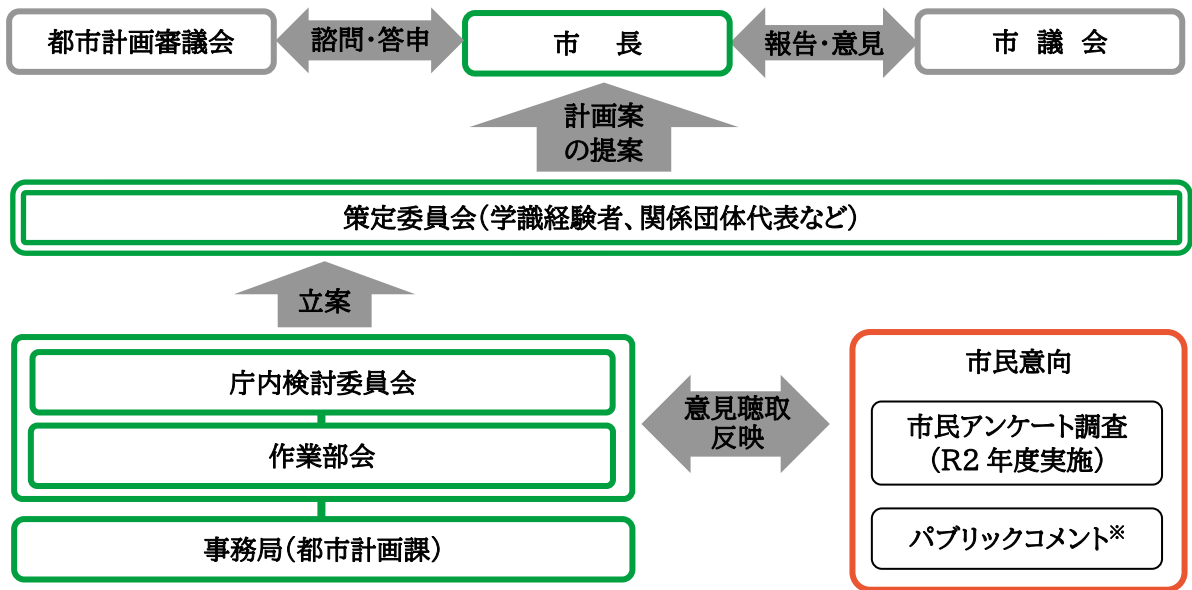 都市計画審議会
諮問・答申
市 長
報告・意見
市 議 会
計画案
の提案
策定委員会(学識経験者、関係団体代表など)
立案
庁内検討委員会
作業部会
事務局(都市計画課)
意見聴取
反映
市民意向
市民アンケート調査
(R2 年度実施)
パブリックコメント※